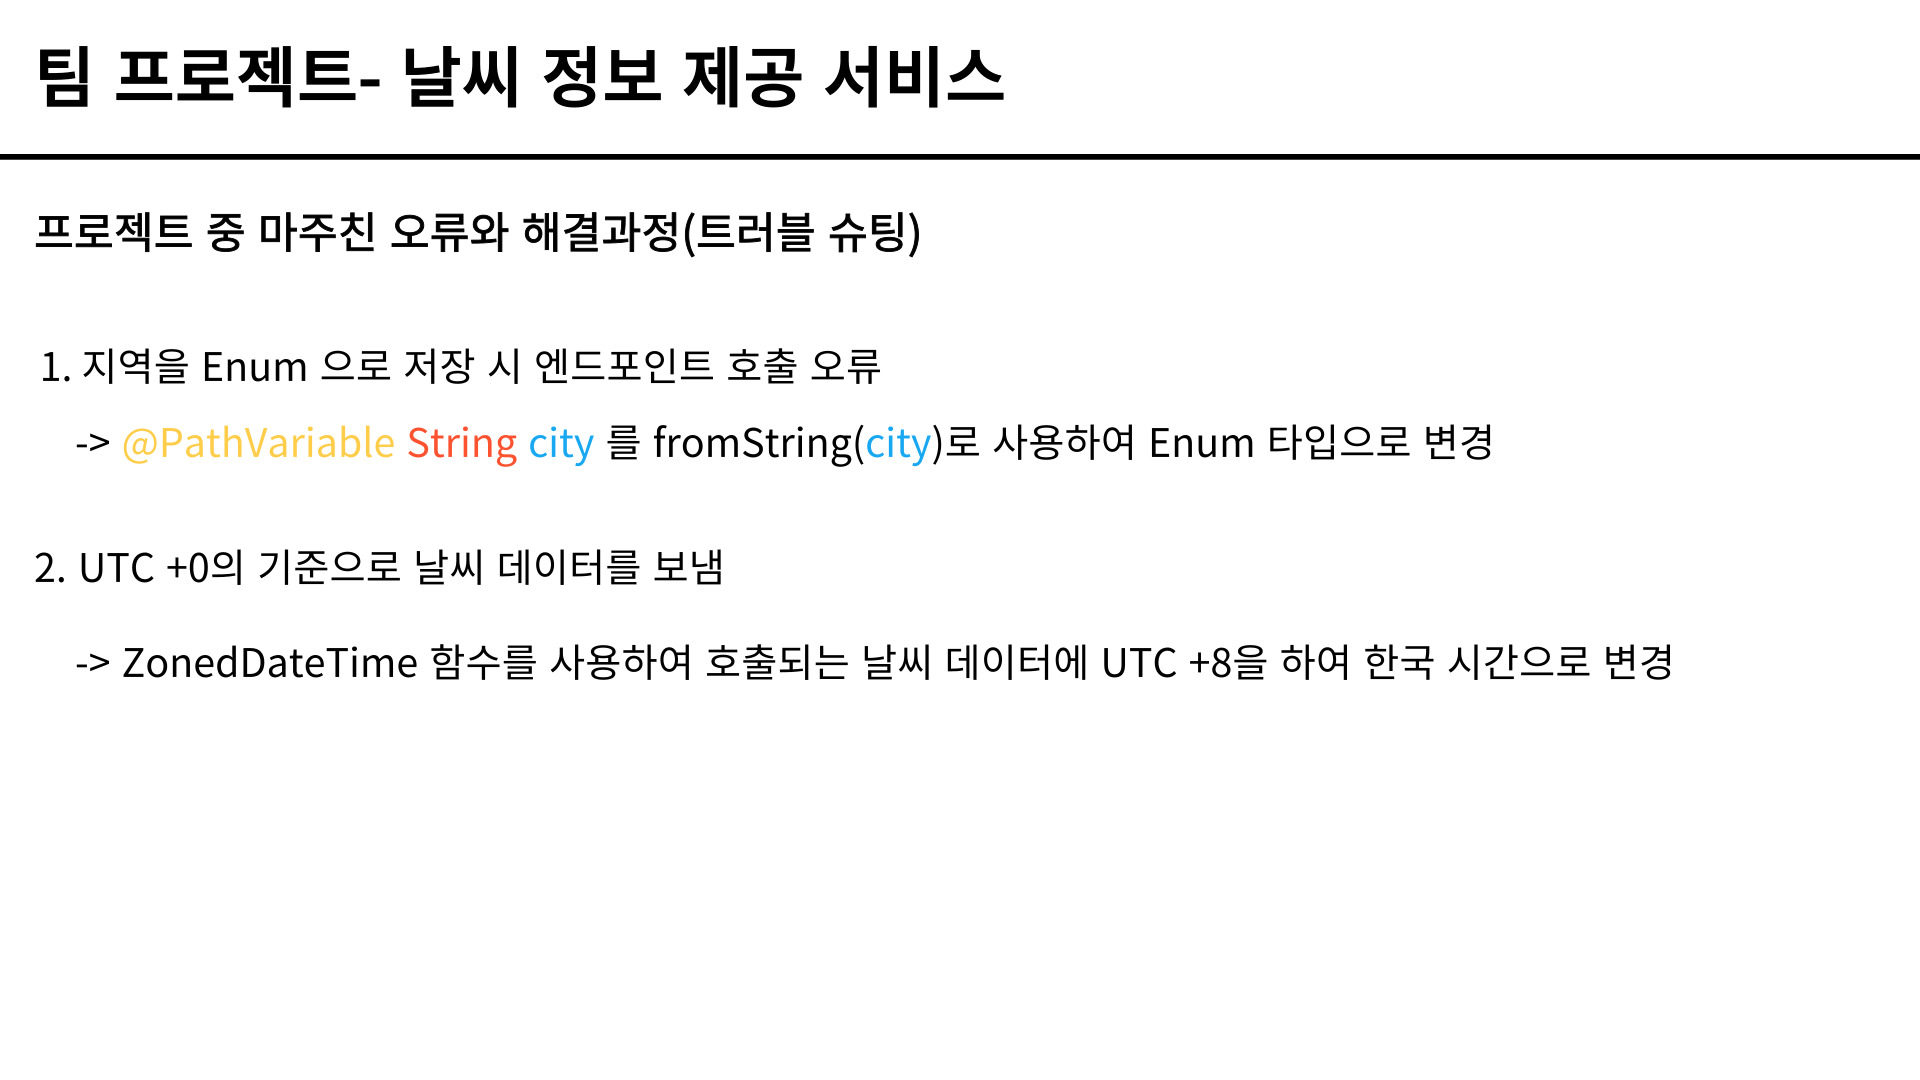 팀 프로젝트- 날씨 정보 제공 서비스
프로젝트 중 마주친 오류와 해결과정(트러블 슈팅)
1. 지역을 Enum 으로 저장 시 엔드포인트 호출 오류
-> @PathVariable String city 를 fromString(city)로 사용하여 Enum 타입으로 변경
2. UTC +0의 기준으로 날씨 데이터를 보냄
-> ZonedDateTime 함수를 사용하여 호출되는 날씨 데이터에 UTC +8을 하여 한국 시간으로 변경